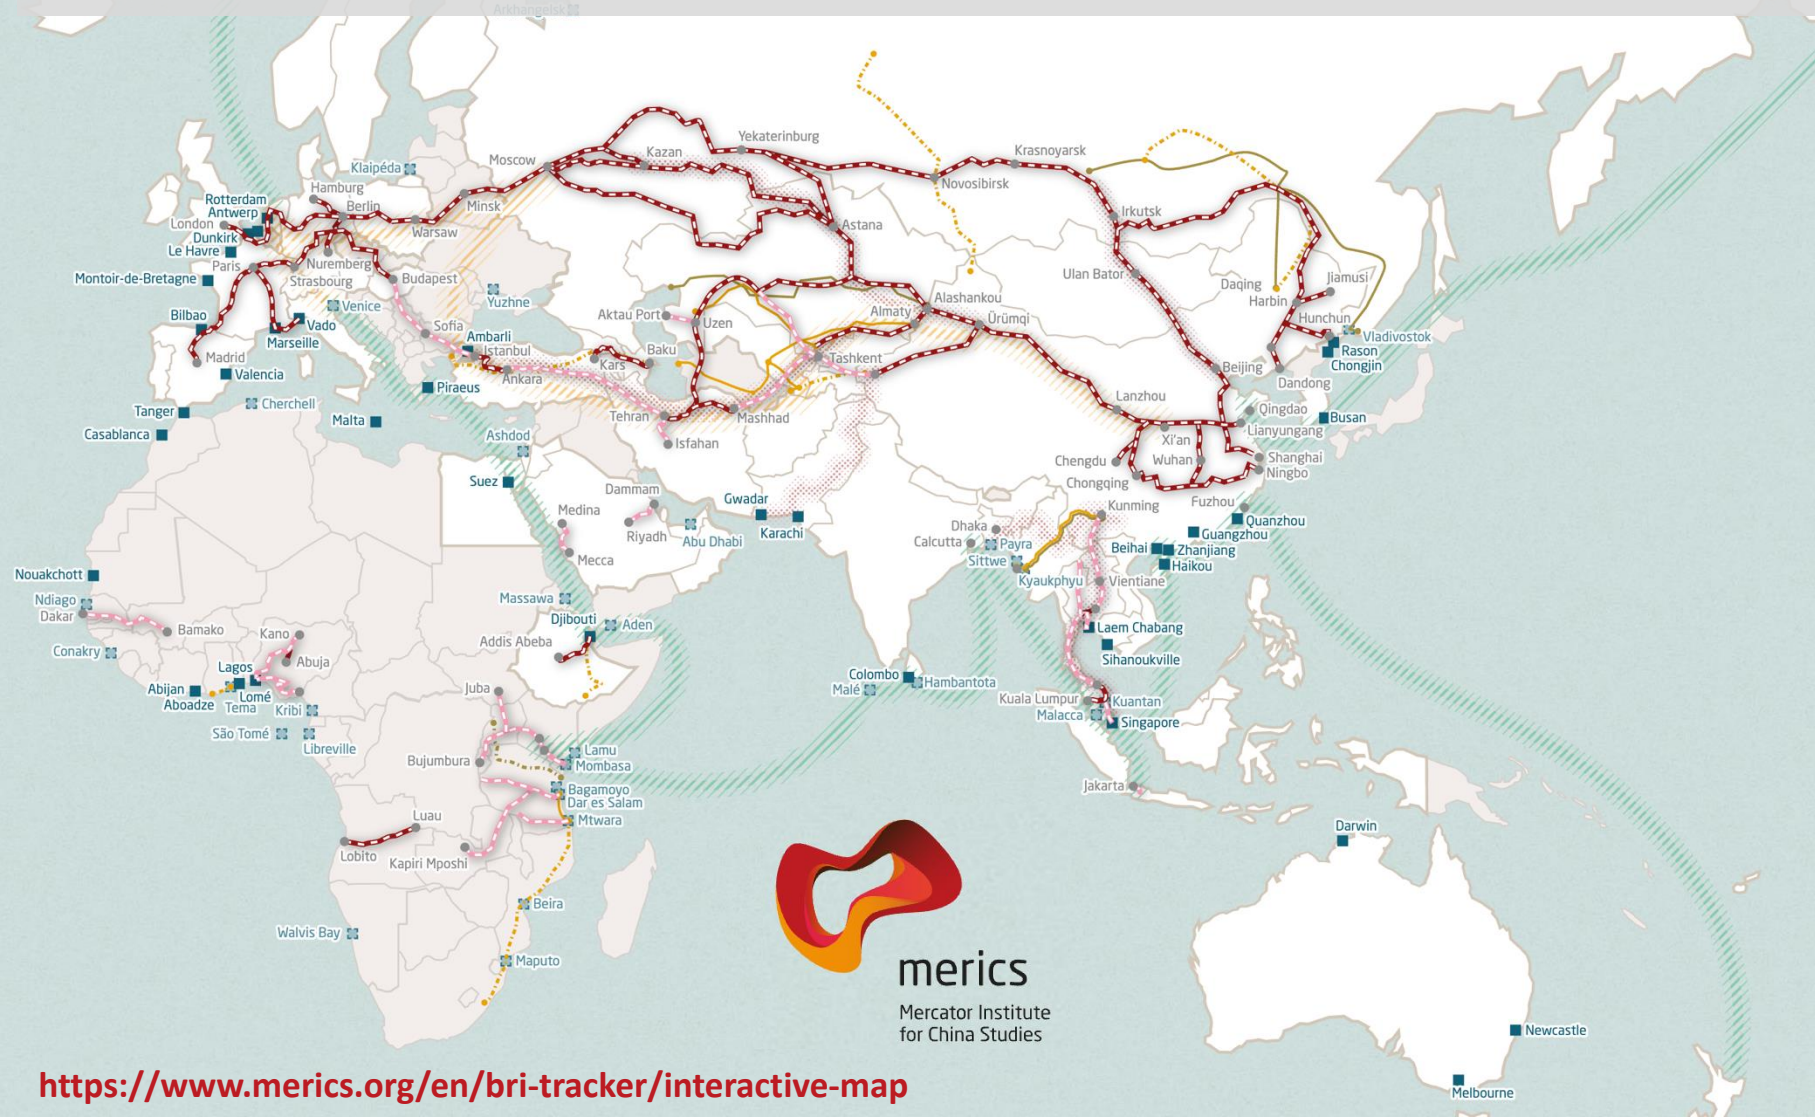 Arkhangelsk
Yekaterinburg
Krasnoyarsk
Moscow
Kazan
Klaipéda
Novosibirsk
Hamburg
Rotterdam
Antwerp
Berlin
Minsk
Irkutsk
London
Dunkirk
Warsaw
Astana
Le Havre
Paris
Nuremberg
Ulan Bator
Montoir-de-Bretagne
Strasbourg
Budapest
Daqing
Jiamusi
Harbin
Yuzhne
Alashankou
Venice
Bilbao
Vado
Sofia
Aktau Port
Uzen
Almaty
Ürümqi
Hunchun
Vladivostok
Marseille
Ambarli
Istanbul
Rason
Chongjin
Madrid
Kars
Baku
Tashkent
Beijing
Valencia
Ankara
Dandong
Piraeus
Lanzhou
Cherchell
Tanger
Malta
Tehran
Mashhad
Qingdao
Busan
Casablanca
Ashdod
Isfahan
Xi'an
Lianyungang
Chengdu
Wuhan
Shanghai
Ningbo
Suez
Chongqing
Dammam
Gwadar
Fuzhou
Medina
Kunming
Riyadh
Abu Dhabi
Karachi
Dhaka
Quanzhou
Calcutta
Payra
Guangzhou
Mecca
Sittwe
Beihai
Zhanjiang
Haikou
Nouakchott
Kyaukphyu
Vientiane
Ndiago
Massawa
Dakar
Djibouti
Aden
Bamako
Kano
Addis Abeba
Laem Chabang
Conakry
Abuja
Sihanoukville
Lagos
Colombo
Hambantota
Abijan
Lomé
Juba
Malé
Aboadze
Tema
Kribi
Kuala Lumpur
Kuantan
Malacca
Singapore
São Tomé
Libreville
Lamu
Bujumbura
Mombasa
Bagamoyo
Jakarta
Dar es Salam
Luau
Mtwara
Darwin
Lobito
Kapiri Mposhi
Beira
Walvis Bay
Maputo
merics
Mercator Institute
for China Studies
Newcastle
https://www.merics.org/en/bri-tracker/interactive-map
Melbourne